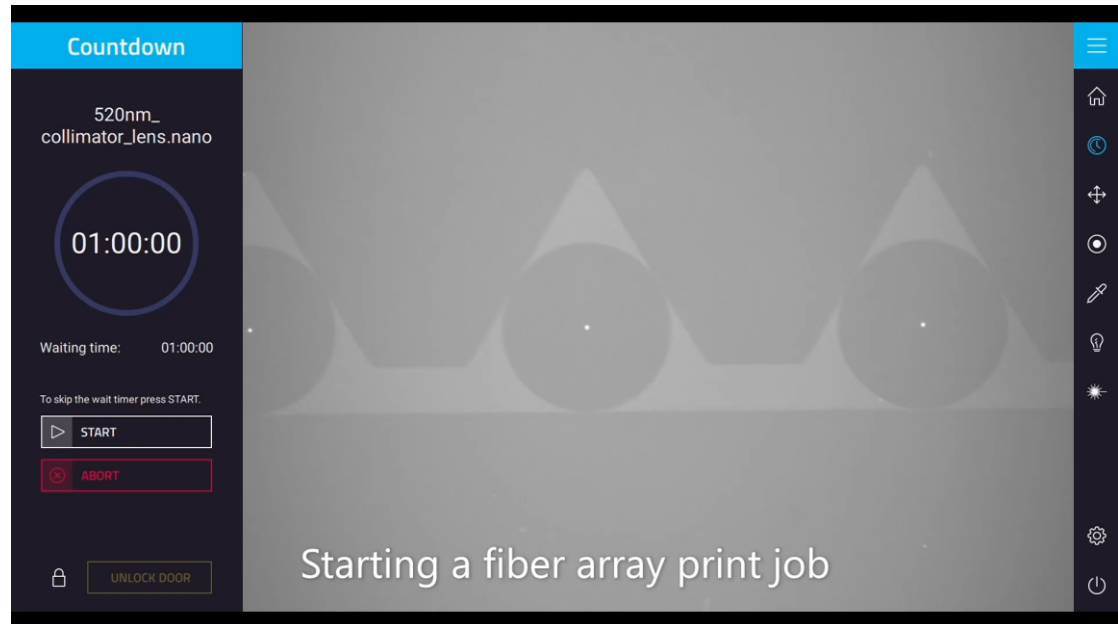 Countdown
520nm_
collimator_lens.nano
01:00:00
Waiting time: 01:00:00
To skip the wait timer press START.
START
ABORT
UNLOCK DOOR
Starting a fiber array print job